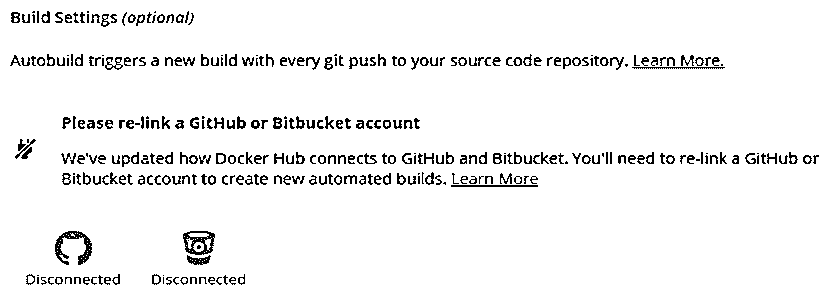 Build Settings (optional)
Autobuild triggers a new build with every git push to your source code repository. Learn More.
Please re-link a GitHub or Bitbucket account
We've updated how Docker Hub connects to GitHub and Bitbucket. You'll need to re-link a GitHub or
Bitbucket account to create new automated builds. Learn More
Disconnected Disconnected